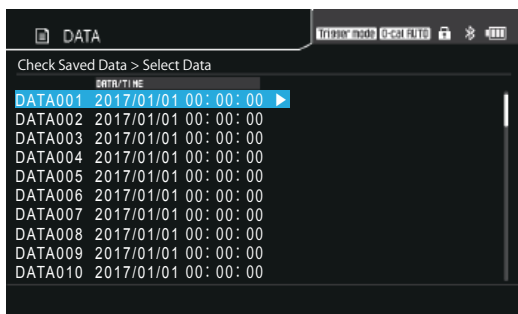 DATA
Trigger mode 0-cal AUTO
Check Saved Data > Select Data
DATA/TIME
DATA001 2017/01/01 00:00:00
DATA002 2017/01/01 00:00:00
DATA003 2017/01/01 00:00:00
DATA004 2017/01/01 00:00:00
DATA005 2017/01/01 00:00:00
DATA006 2017/01/01 00:00:00
DATA007 2017/01/01 00:00:00
DATA008 2017/01/01 00:00:00
DATA009 2017/01/01 00:00:00
DATA010 2017/01/01 00:00:00